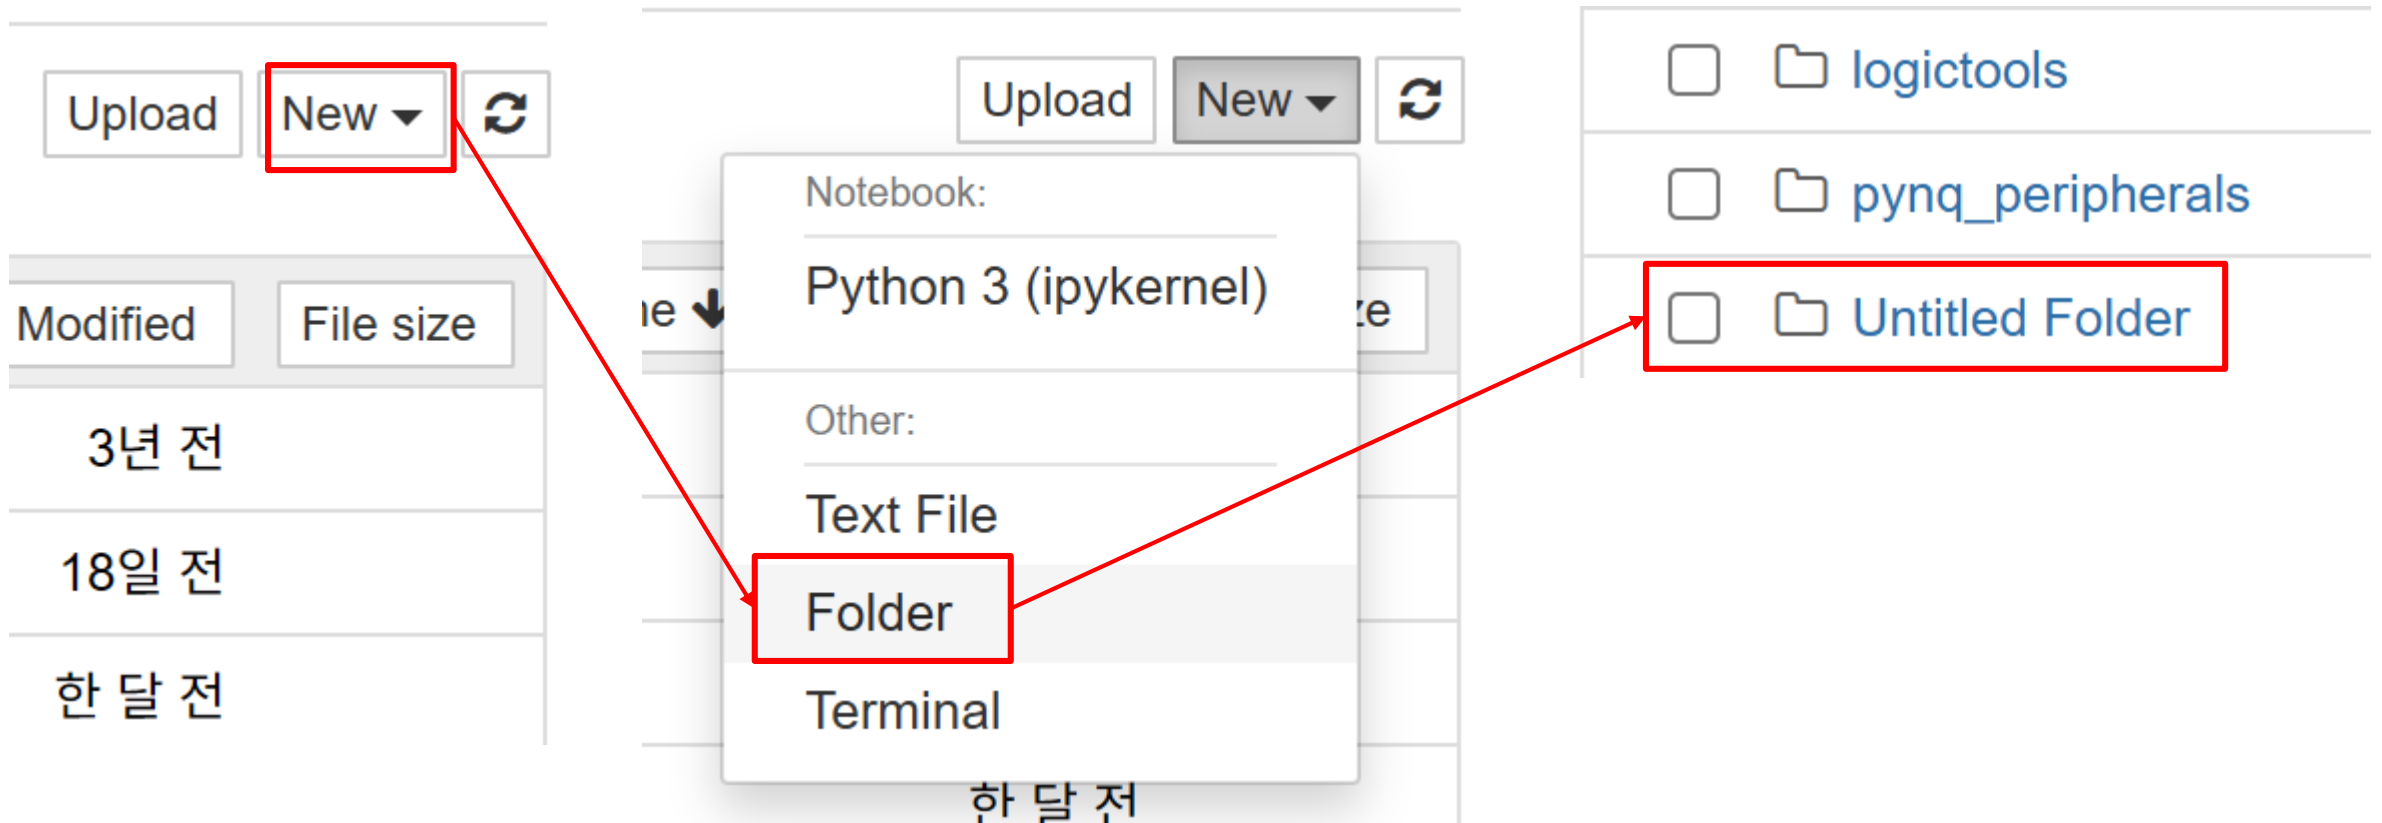 Upload New
Modified File size
3년 전
18일 전
한 달 전
Upload New
Notebook:
Python 3 (ipykernel)
Other:
Text File
Folder
Terminal
한 달 전
logictools
pynq_peripherals
Untitled Folder